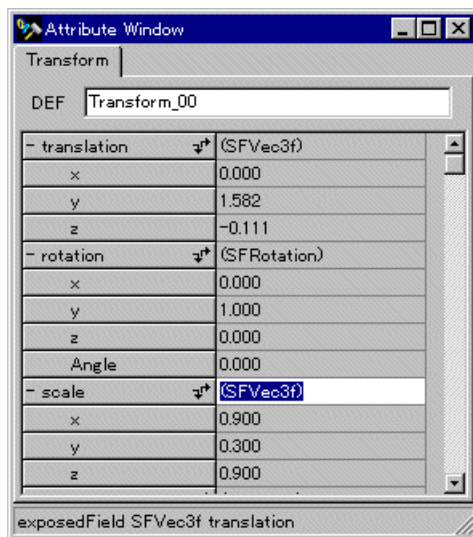 Attribute Window
Transform
DEF Transform_00
- translation (SFVec3f)
x 0.000
y 1.582
z -0.111
- rotation (SFRotation)
x 0.000
y 1.000
z 0.000
Angle 0.000
- scale (SFVec3f)
x 0.900
y 0.300
z 0.900
exposedField SFVec3f translation